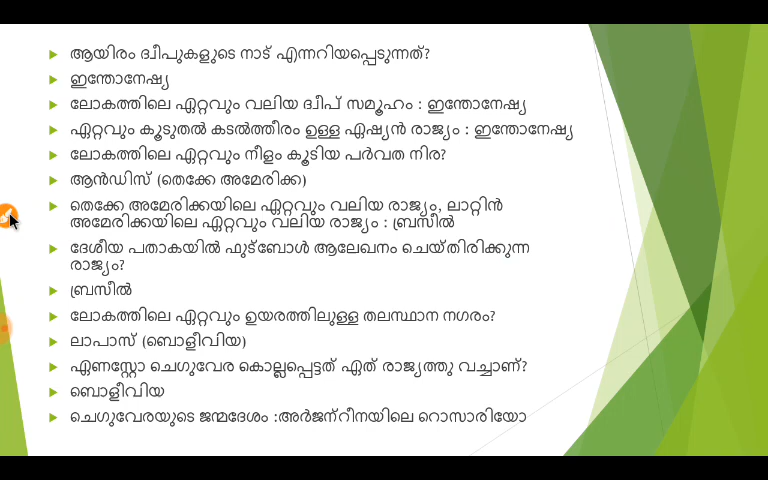 ആയിരം ദ്വീപുകളുടെ നാട് എന്നറിയപ്പെടുന്നത്?
ഇന്തോനേഷ്യ
ലോകത്തിലെ ഏറ്റവും വലിയ ദ്വീപ് സമൂഹം : ഇന്തോനേഷ്യ
ഏറ്റവും കൂടുതൽ കടൽത്തീരം ഉള്ള ഏഷ്യൻ രാജ്യം : ഇന്തോനേഷ്യ
ലോകത്തിലെ ഏറ്റവും നീളം കൂടിയ പർവത നിര?
ആൻഡിസ് (തെക്കേ അമേരിക്ക)
തെക്കേ അമേരിക്കയിലെ ഏറ്റവും വലിയ രാജ്യം, ലാറ്റിൻ
അമേരിക്കയിലെ ഏറ്റവും വലിയ രാജ്യം : ബ്രസീൽ
ദേശീയ പതാകയിൽ ഫുട്ബോൾ ആലേഖനം ചെയ്തിരിക്കുന്ന
രാജ്യം?
ബ്രസീൽ
ലോകത്തിലെ ഏറ്റവും ഉയരത്തിലുള്ള തലസ്ഥാന നഗരം?
ലാപാസ് (ബൊളീവിയ)
ഏണസ്റ്റോ ചെഗുവേര കൊല്ലപ്പെട്ടത് ഏത് രാജ്യത്തു വച്ചാണ്?
ബൊളീവിയ
ചെഗുവേരയുടെ ജന്മദേശം :അർജന്റീനയിലെ റൊസാരിയോ